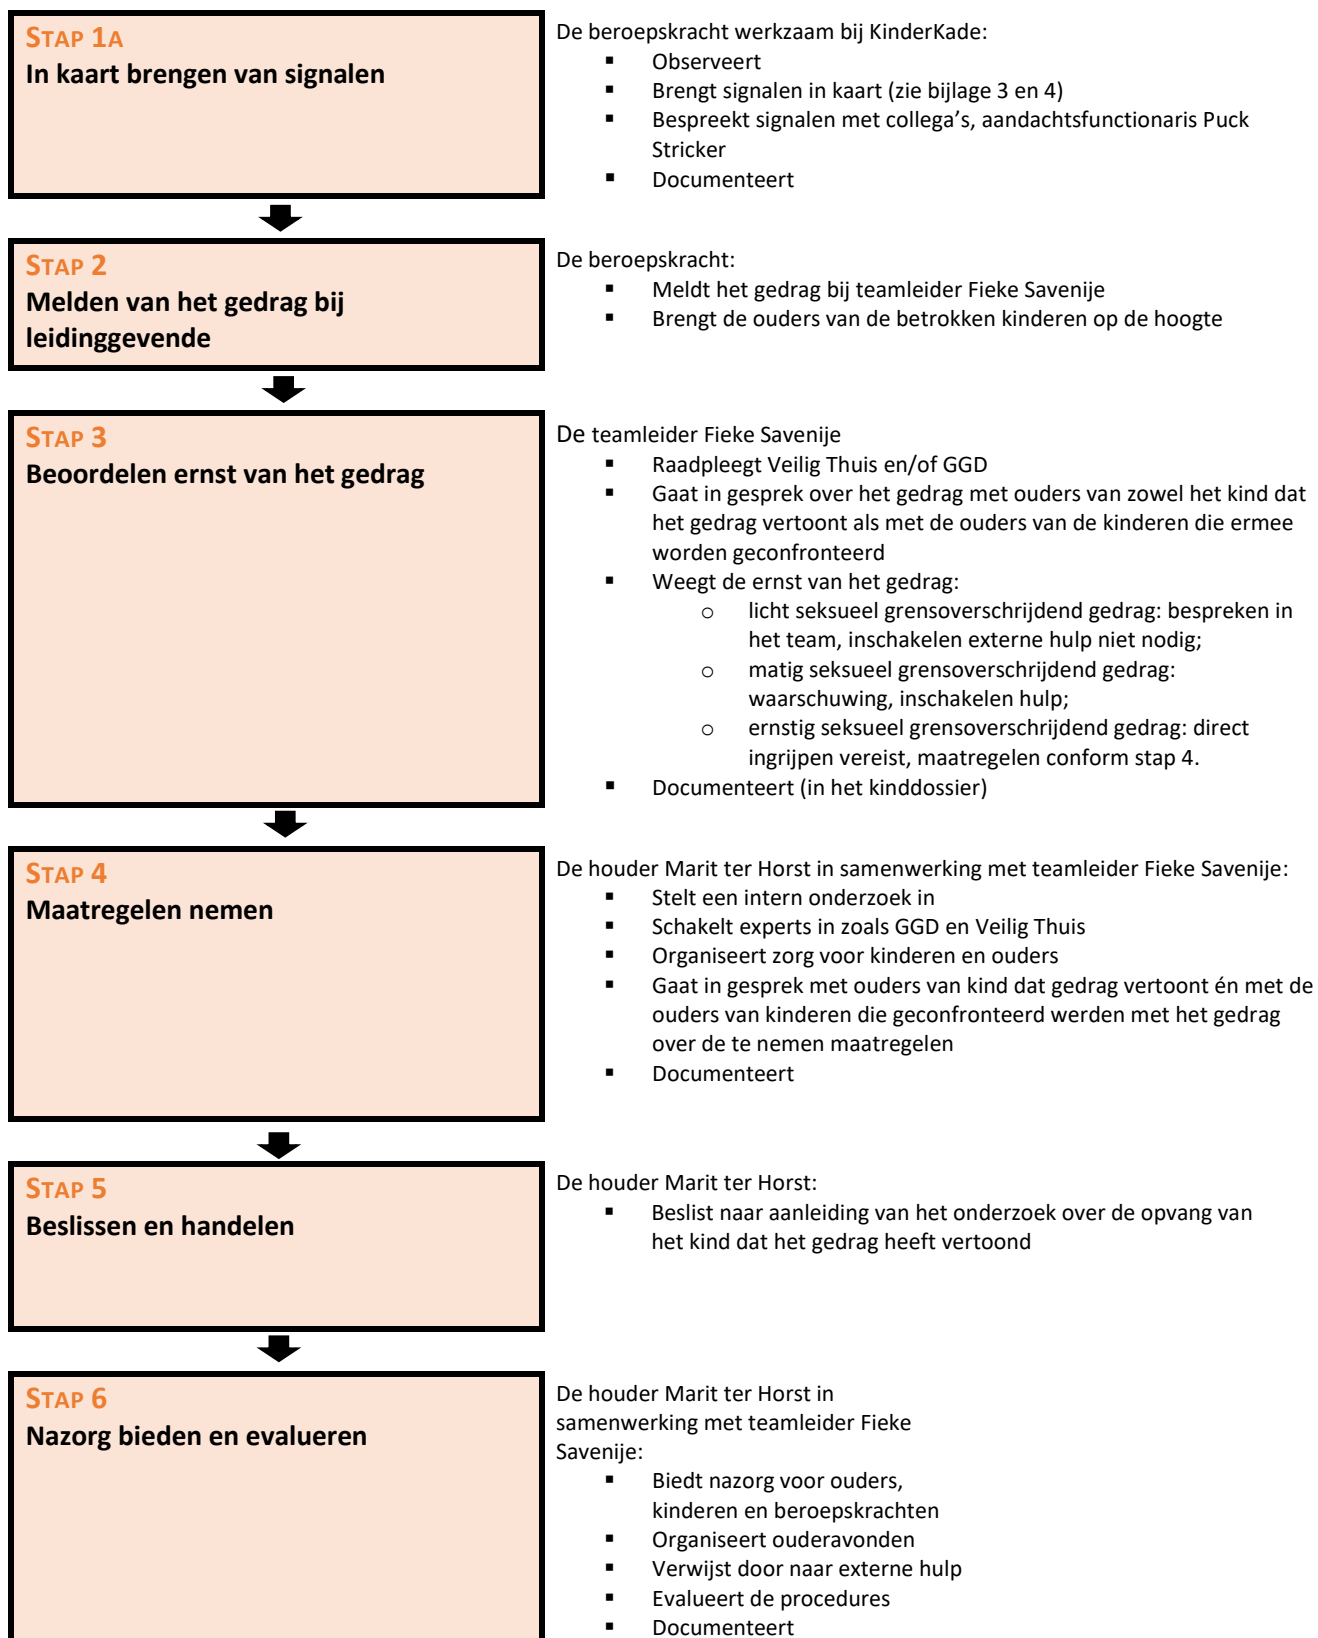 STAP 1A
In kaart brengen van signalen
De beroepskracht werkzaam bij KinderKade:
▪ Observeert
▪ Brengt signalen in kaart (zie bijlage 3 en 4)
▪ Bespreekt signalen met collega's, aandachtsfunctionaris Puck
Stricker
▪ Documenteert
STAP 2
Melden van het gedrag bij
leidinggevende
De beroepskracht:
▪ Meldt het gedrag bij teamleider Fieke Savenije
▪ Brengt de ouders van de betrokken kinderen op de hoogte
STAP 3
Beoordelen ernst van het gedrag
De teamleider Fieke Savenije
▪ Raadpleegt Veilig Thuis en/of GGD
▪ Gaat in gesprek over het gedrag met ouders van zowel het kind dat
het gedrag vertoont als met de ouders van de kinderen die ermee
worden geconfronteerd
▪ Weegt de ernst van het gedrag:
o licht seksueel grensoverschrijdend gedrag: bespreken in
het team, inschakelen externe hulp niet nodig;
o matig seksueel grensoverschrijdend gedrag:
waarschuwing, inschakelen hulp;
o ernstig seksueel grensoverschrijdend gedrag: direct
ingrijpen vereist, maatregelen conform stap 4.
▪ Documenteert (in het kinddossier)
STAP 4
Maatregelen nemen
De houder Marit ter Horst in samenwerking met teamleider Fieke Savenije:
▪ Stelt een intern onderzoek in
▪ Schakelt experts in zoals GGD en Veilig Thuis
▪ Organiseert zorg voor kinderen en ouders
▪ Gaat in gesprek met ouders van kind dat gedrag vertoont én met de
ouders van kinderen die geconfronteerd werden met het gedrag
over de te nemen maatregelen
▪ Documenteert
STAP 5
Beslissen en handelen
De houder Marit ter Horst:
▪ Beslist naar aanleiding van het onderzoek over de opvang van
het kind dat het gedrag heeft vertoond
STAP 6
Nazorg bieden en evalueren
De houder Marit ter Horst in
samenwerking met teamleider Fieke
Savenije:
▪ Biedt nazorg voor ouders,
kinderen en beroepskrachten
▪ Organiseert ouderavonden
▪ Verwijst door naar externe hulp
▪ Evalueert de procedures
▪ Documenteert